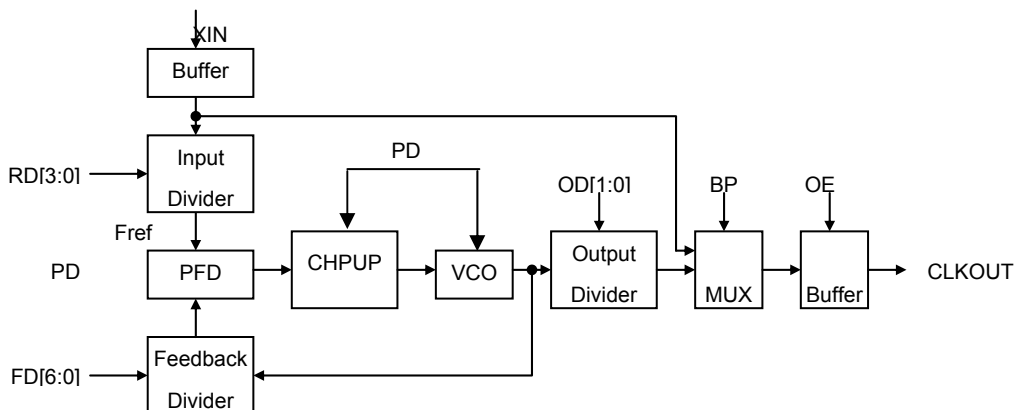 XIN
Buffer
Input
Divider
RD[3:0]
PD
OD[1:0]
BP
OE
Fref
PD
PFD
CHPUP
VCO
Output
Divider
MUX
Buffer
CLKOUT
FD[6:0]
Feedback
Divider